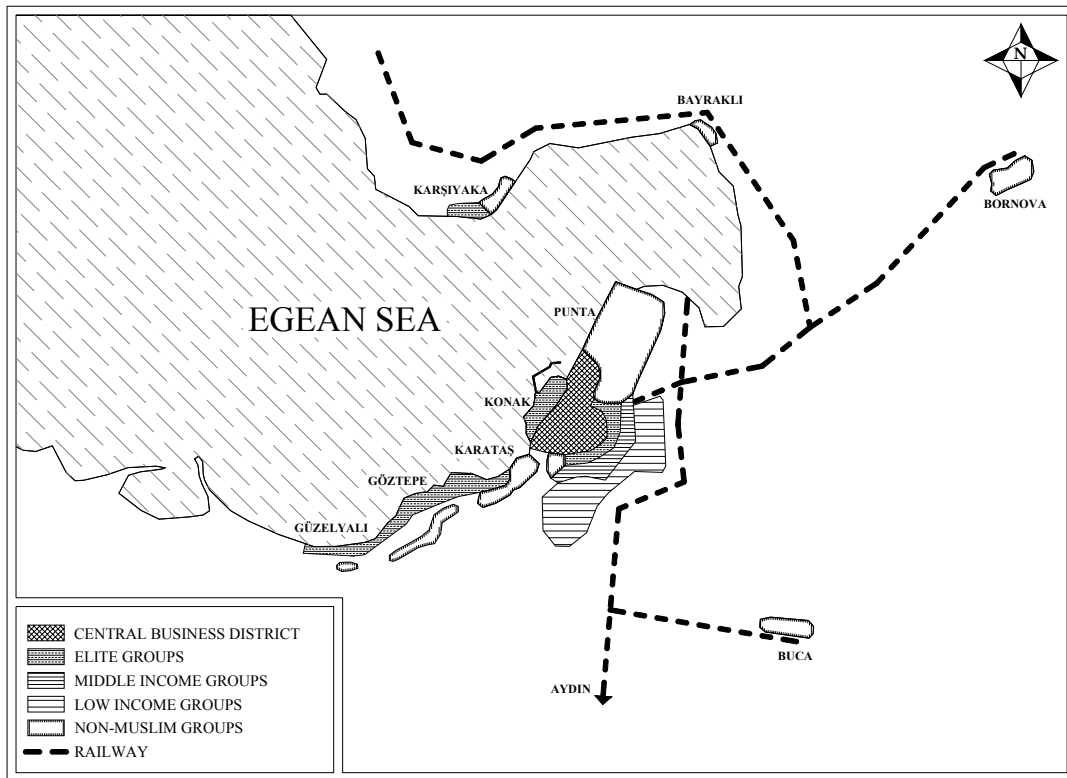 N
BAYRAKLI
KARŞIYAKA
BORNOVA
PUNTA
EGEAN SEA
KONAK
KARATAŞ
GÖZTEPE
GÜZELYALI
BUCA
AYDIN
CENTRAL BUSINESS DISTRICT
ELITE GROUPS
MIDDLE INCOME GROUPS
LOW INCOME GROUPS
NON-MUSLIM GROUPS
RAILWAY